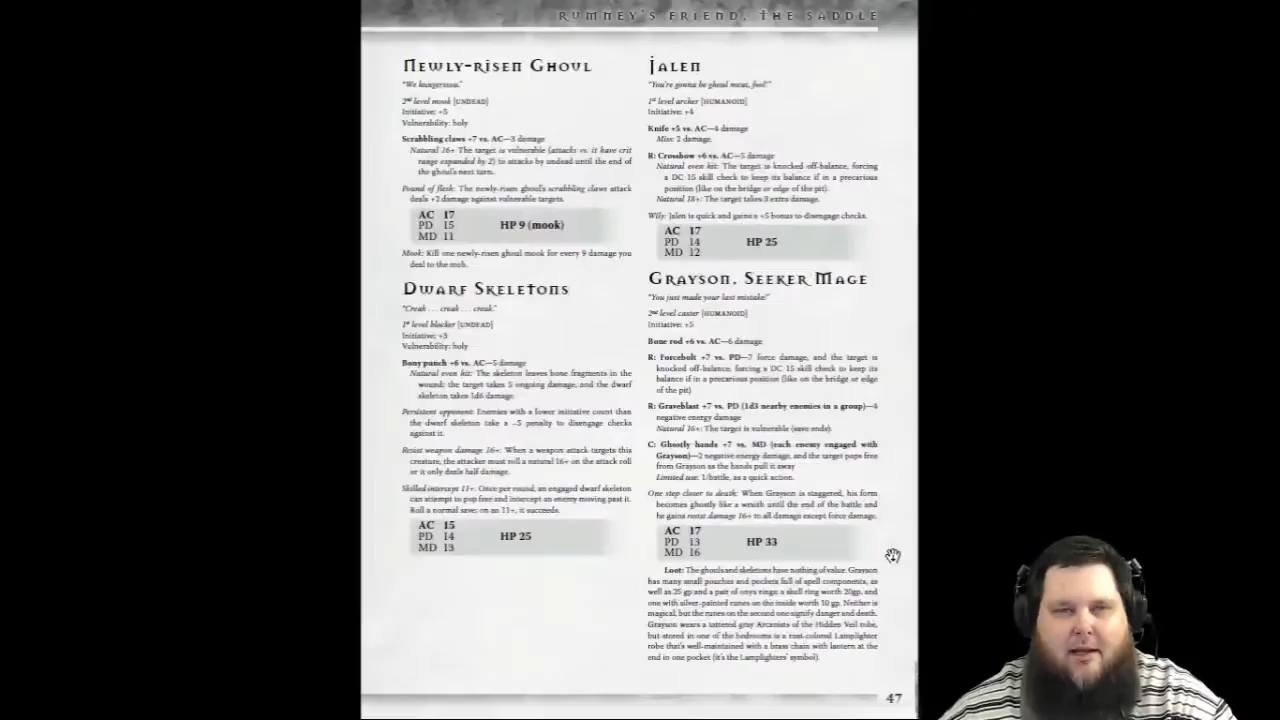 RUMNEY'S FRIEND, THE SADDLE
NEWLY-RISEN GHOUL
"We hungerssss."
2nd level mook [UNDEAD]
Initiative: +5
Vulnerability: holy
Scrabbling claws +7 vs. AC—3 damage
Natural 16+: The target is vulnerable (attacks vs. it have crit
range expanded by 2) to attacks by undead until the end of
the ghoul's next turn.
Pound of flesh: The newly-risen ghoul's scrabbling claws attack
deals +2 damage against vulnerable targets.
AC 17
PD 15 HP 9 (mook)
MD 11
Mook: Kill one newly-risen ghoul mook for every 9 damage you
deal to the mob.
DWARF SKELETONS
"Creak . . . creak . . . creak."
1st level blocker [UNDEAD]
Initiative: +3
Vulnerability: holy
Bony punch +6 vs. AC—5 damage
Natural even hit: The skeleton leaves bone fragments in the
wound; the target takes 5 ongoing damage, and the dwarf
skeleton takes 1d6 damage.
Persistent opponent: Enemies with a lower initiative count than
the dwarf skeleton take a –5 penalty to disengage checks
against it.
Resist weapon damage 16+: When a weapon attack targets this
creature, the attacker must roll a natural 16+ on the attack roll
or it only deals half damage.
Skilled intercept 11+: Once per round, an engaged dwarf skeleton
can attempt to pop free and intercept an enemy moving past it.
Roll a normal save; on an 11+, it succeeds.
AC 15
PD 14 HP 25
MD 13
JALEN
"You're gonna be ghoul meat, fool!"
1st level archer [HUMANOID]
Initiative: +4
Knife +5 vs. AC—4 damage
Miss: 2 damage.
R: Crossbow +6 vs. AC—5 damage
Natural even hit: The target is knocked off-balance, forcing
a DC 15 skill check to keep its balance if in a precarious
position (like on the bridge or edge of the pit).
Natural 18+: The target takes 3 extra damage.
Wily: Jalen is quick and gains a +5 bonus to disengage checks.
AC 17
PD 14 HP 25
MD 12
GRAYSON, SEEKER MAGE
"You just made your last mistake!"
2nd level caster [HUMANOID]
Initiative: +5
Bone rod +6 vs. AC—6 damage
R: Forcebolt +7 vs. PD—7 force damage, and the target is
knocked off-balance, forcing a DC 15 skill check to keep its
balance if in a precarious position (like on the bridge or edge
of the pit)
R: Graveblast +7 vs. PD (1d3 nearby enemies in a group)—4
negative energy damage
Natural 16+: The target is vulnerable (save ends).
C: Ghostly hands +7 vs. MD (each enemy engaged with
Grayson)—2 negative energy damage, and the target pops free
from Grayson as the hands pull it away
Limited use: 1/battle, as a quick action.
One step closer to death: When Grayson is staggered, his form
becomes ghostly like a wraith until the end of the battle and
he gains resist damage 16+ to all damage except force damage.
AC 17
PD 13 HP 33
MD 16
Loot: The ghouls and skeletons have nothing of value. Grayson
has many small pouches and pockets full of spell components, as
well as 25 gp and a pair of onyx rings: a skull ring worth 20gp, and
one with silver-painted runes on the inside worth 10 gp. Neither is
magical, but the runes on the second one signify danger and death.
Grayson wears a tattered gray Arcanists of the Hidden Veil robe,
but stored in one of the bedrooms is a rust-colored Lamplighter
robe that's well-maintained with a brass chain with lantern at the
end in one pocket (it's the Lamplighters' symbol).
47